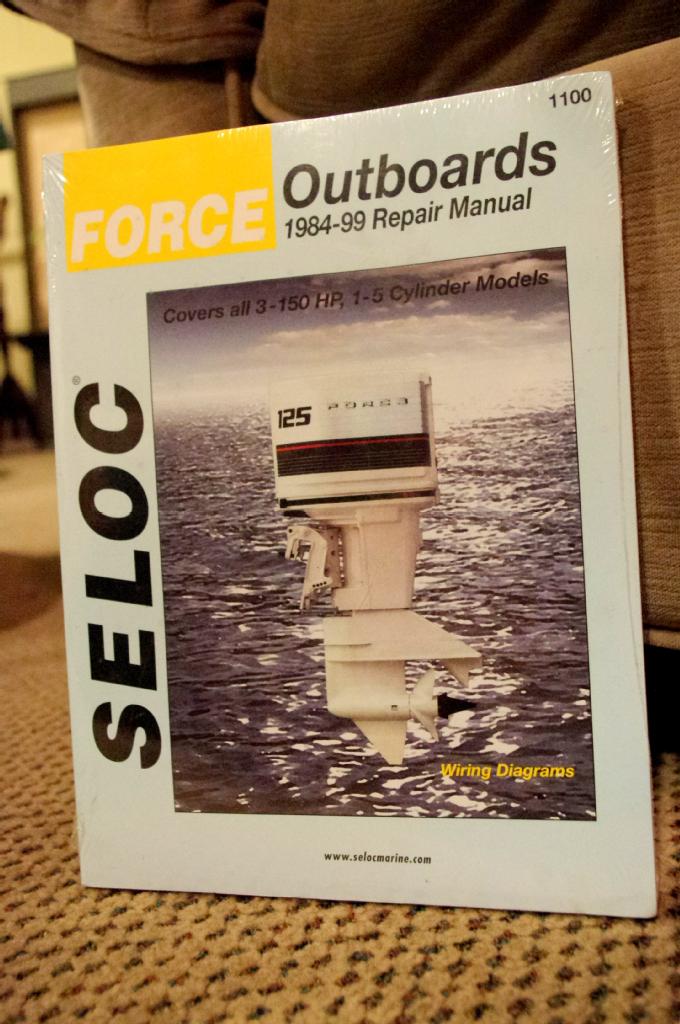 1100
FORCE
Outboards
1984-99 Repair Manual
Covers all 3-150 HP, 1-5 Cylinder Models
SELOC®
125 FORCE
Wiring Diagrams
www.selocmarine.com